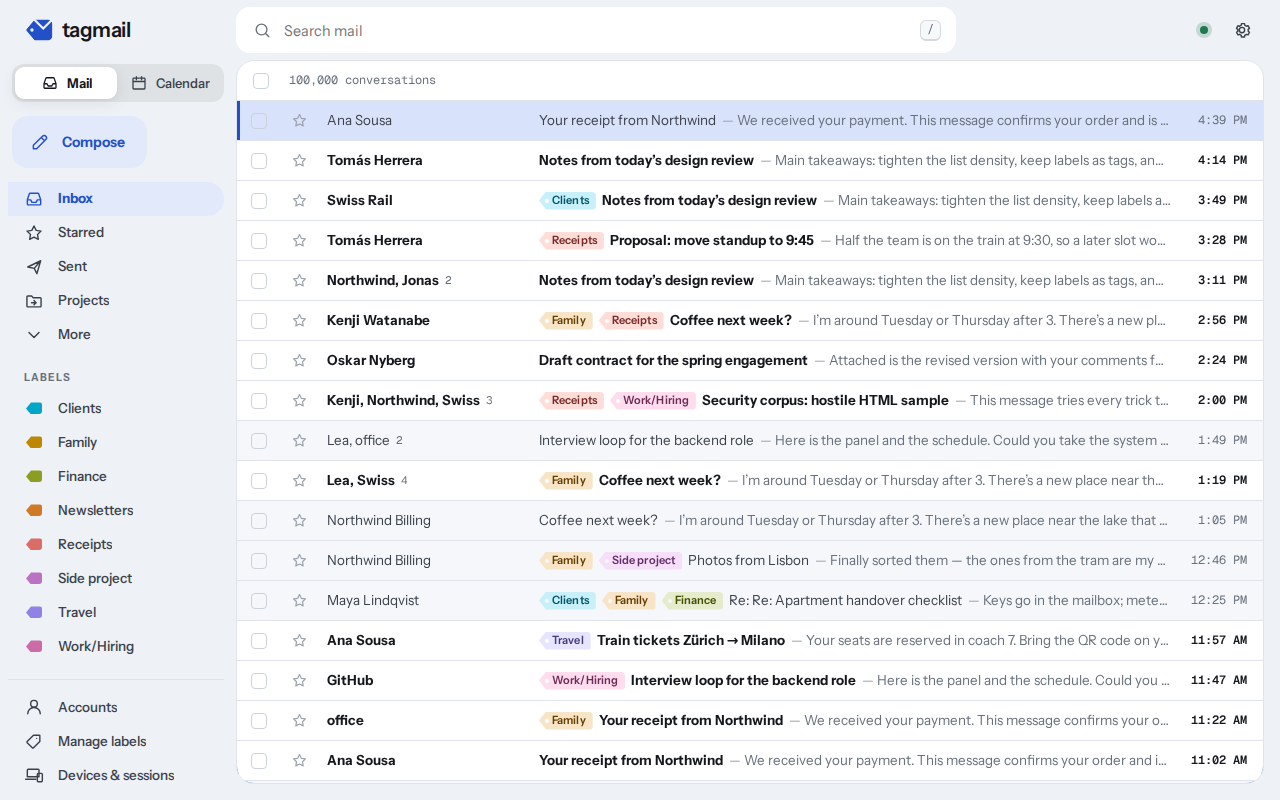 tagmail
Search mail
/
Mail
Calendar
Compose
Inbox
Starred
Sent
Projects
More
LABELS
Clients
Family
Finance
Newsletters
Receipts
Side project
Travel
Work/Hiring
Accounts
Manage labels
Devices & sessions
100,000 conversations
Ana Sousa Your receipt from Northwind — We received your payment. This message confirms your order and is … 4:39 PM
Tomás Herrera Notes from today’s design review — Main takeaways: tighten the list density, keep labels as tags, an… 4:14 PM
Swiss Rail Clients Notes from today’s design review — Main takeaways: tighten the list density, keep labels a… 3:49 PM
Tomás Herrera Receipts Proposal: move standup to 9:45 — Half the team is on the train at 9:30, so a later slot wo… 3:28 PM
Northwind, Jonas 2 Notes from today’s design review — Main takeaways: tighten the list density, keep labels as tags, an… 3:11 PM
Kenji Watanabe Family Receipts Coffee next week? — I’m around Tuesday or Thursday after 3. There’s a new pl… 2:56 PM
Oskar Nyberg Draft contract for the spring engagement — Attached is the revised version with your comments f… 2:24 PM
Kenji, Northwind, Swiss 3 Receipts Work/Hiring Security corpus: hostile HTML sample — This message tries every trick t… 2:00 PM
Lea, office 2 Interview loop for the backend role — Here is the panel and the schedule. Could you take the system … 1:49 PM
Lea, Swiss 4 Family Coffee next week? — I’m around Tuesday or Thursday after 3. There’s a new place near th… 1:19 PM
Northwind Billing Coffee next week? — I’m around Tuesday or Thursday after 3. There’s a new place near the lake that … 1:05 PM
Northwind Billing Family Side project Photos from Lisbon — Finally sorted them — the ones from the tram are my … 12:46 PM
Maya Lindqvist Clients Family Finance Re: Re: Apartment handover checklist — Keys go in the mailbox; mete… 12:25 PM
Ana Sousa Travel Train tickets Zürich → Milano — Your seats are reserved in coach 7. Bring the QR code on y… 11:57 AM
GitHub Work/Hiring Interview loop for the backend role — Here is the panel and the schedule. Could you … 11:47 AM
office Family Your receipt from Northwind — We received your payment. This message confirms your o… 11:22 AM
Ana Sousa Your receipt from Northwind — We received your payment. This message confirms your order and i… 11:02 AM